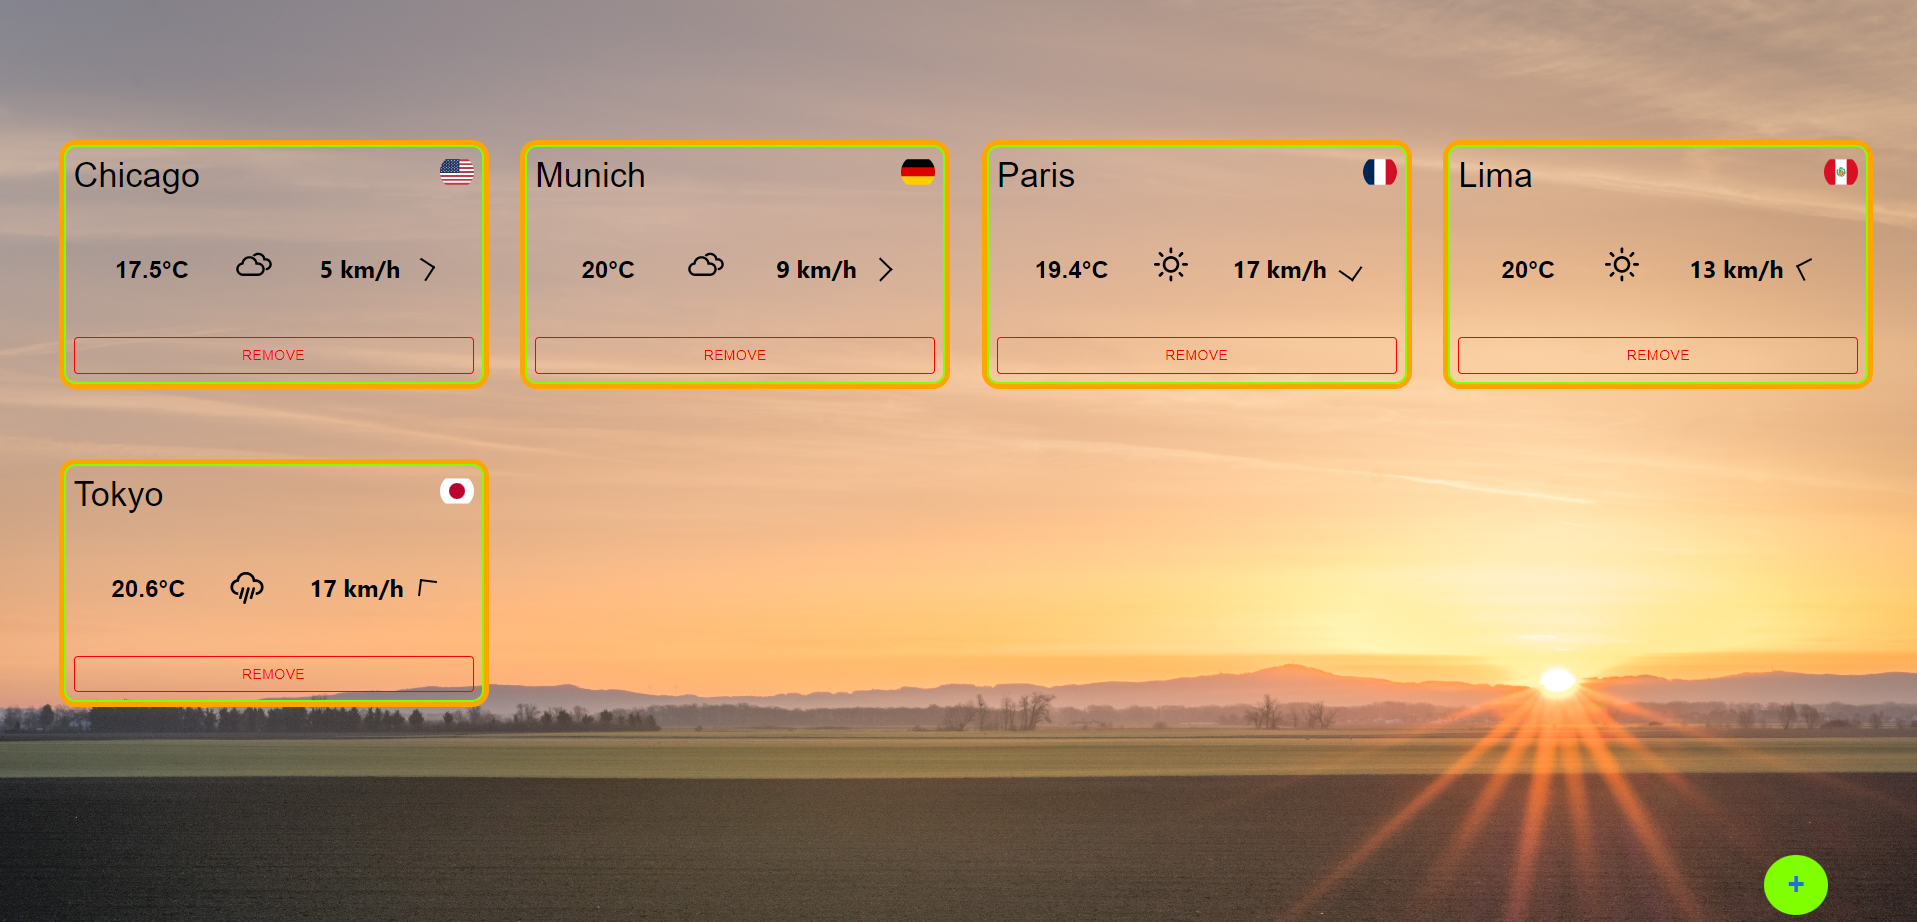 Chicago
17.5°C 5 km/h
REMOVE
Munich
20°C 9 km/h
REMOVE
Paris
19.4°C 17 km/h
REMOVE
Lima
20°C 13 km/h
REMOVE
Tokyo
20.6°C 17 km/h
REMOVE
+